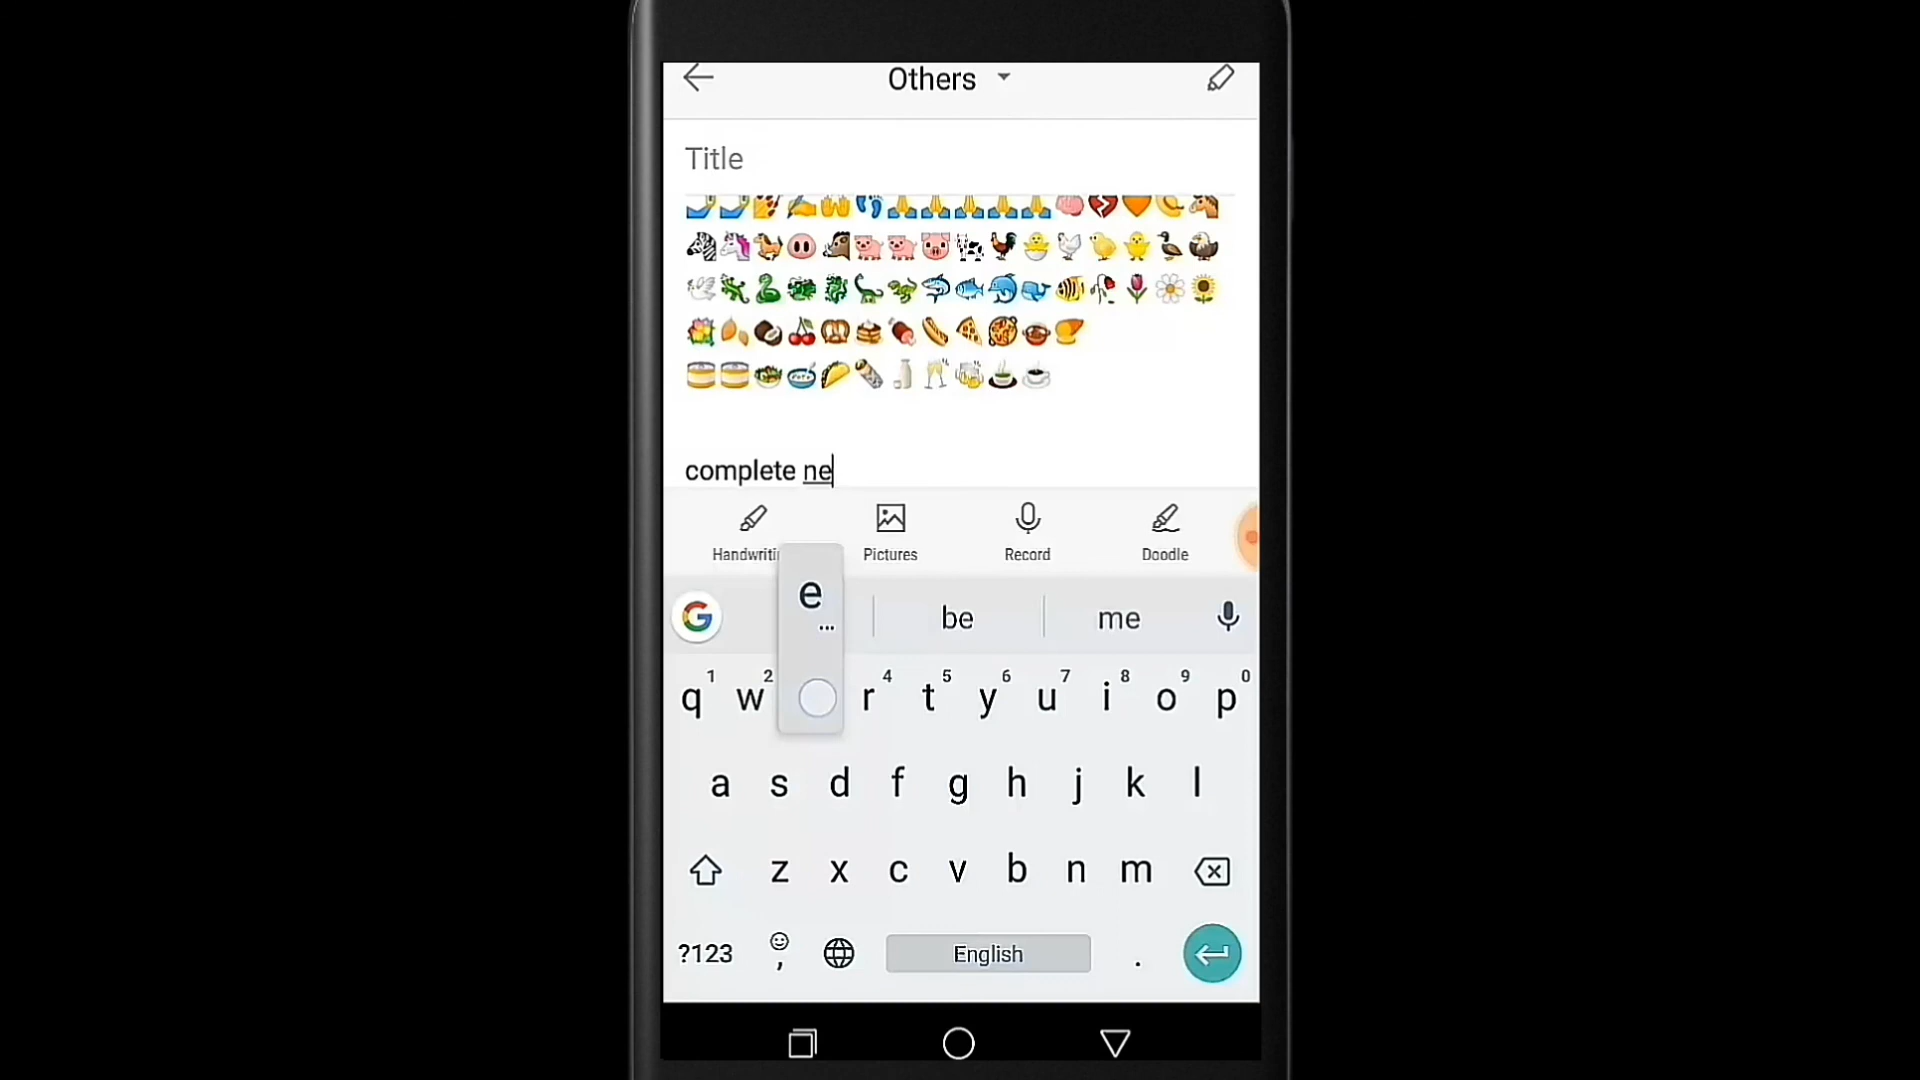 Others
Title
complete ne
Handwriti Pictures Record Doodle
e
...
be me
q 1 w 2 r 4 t 5 y 6 u 7 i 8 o 9 p 0
a s d f g h j k l
z x c v b n m
?123 , English .